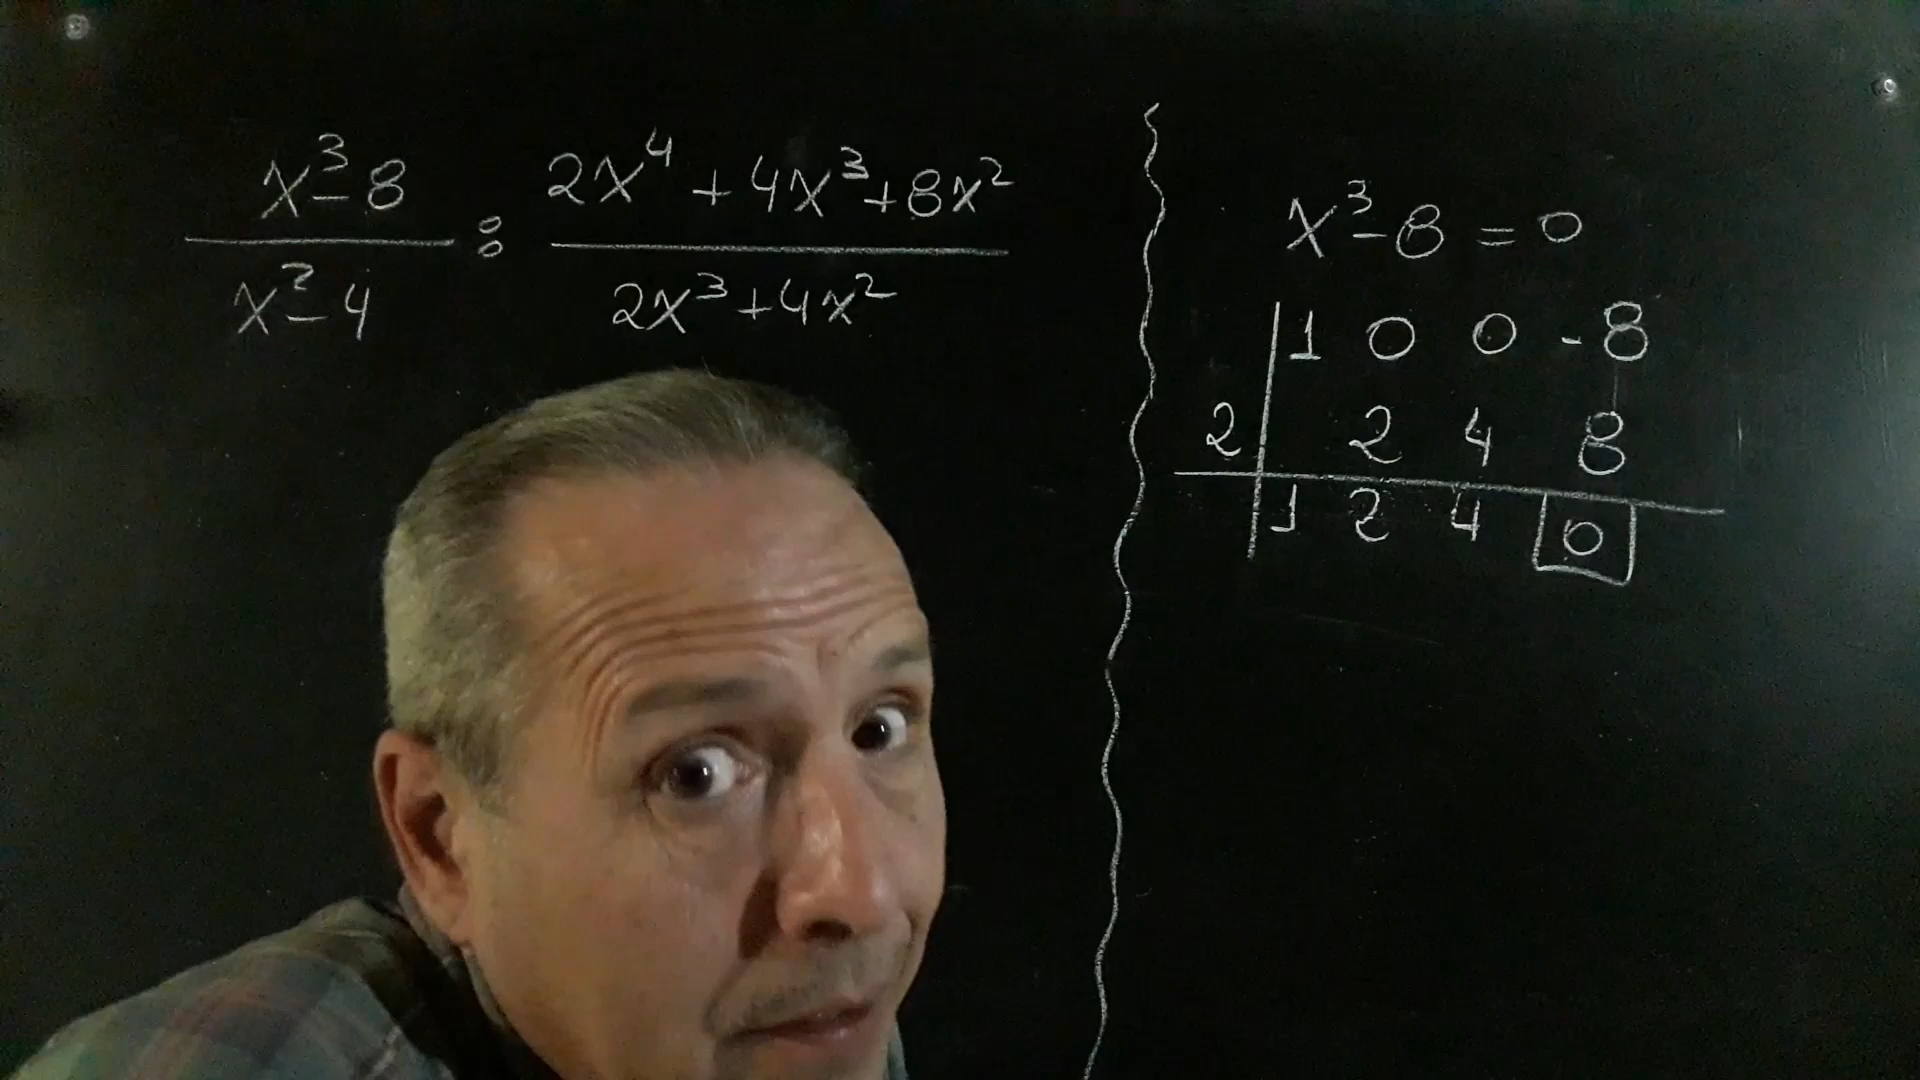 x³-8 : 2x⁴+4x³+8x²
x²-4 2x³+4x²
x³-8=0
1 0 0 -8
2 2 4 8
1 2 4 0